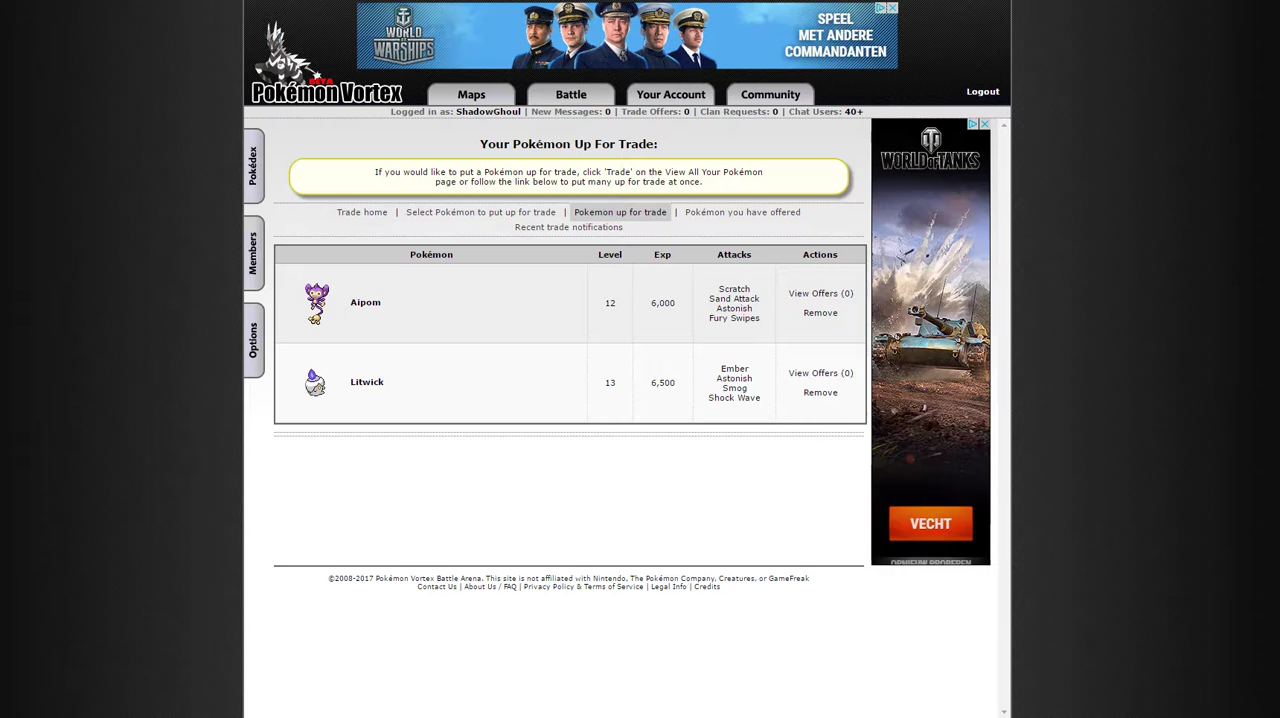 WORLD OF WARSHIPS
SPEEL
MET ANDERE
COMMANDANTEN
BETA
Pokémon Vortex
Maps
Battle
Your Account
Community
Logout
Logged in as: ShadowGhoul | New Messages: 0 | Trade Offers: 0 | Clan Requests: 0 | Chat Users: 40+
Pokédex
Members
Options
Your Pokémon Up For Trade:
If you would like to put a Pokémon up for trade, click 'Trade' on the View All Your Pokémon
page or follow the link below to put many up for trade at once.
Trade home | Select Pokémon to put up for trade | Pokemon up for trade | Pokémon you have offered
Recent trade notifications
Pokémon Level Exp Attacks Actions
Aipom 12 6,000
Scratch
Sand Attack
Astonish
Fury Swipes
View Offers (0)
Remove
Litwick 13 6,500
Ember
Astonish
Smog
Shock Wave
View Offers (0)
Remove
WORLD OF TANKS
VECHT
OPNIEUW PROBEREN
©2008-2017 Pokémon Vortex Battle Arena. This site is not affiliated with Nintendo, The Pokémon Company, Creatures, or GameFreak
Contact Us | About Us / FAQ | Privacy Policy & Terms of Service | Legal Info | Credits